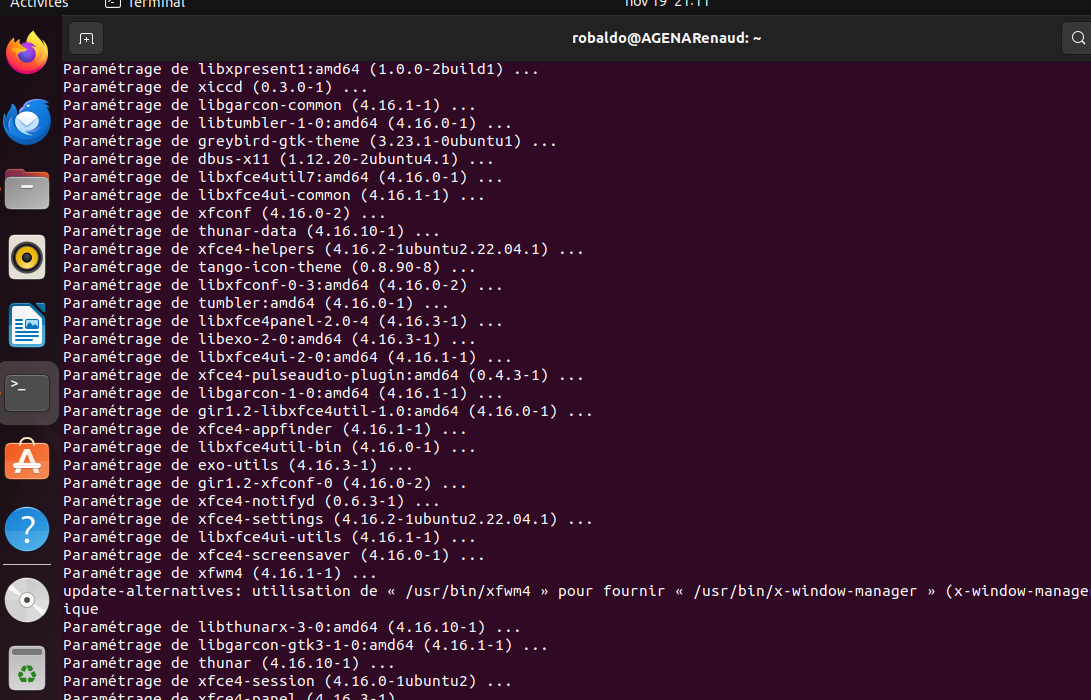 Activités Terminal nov 19 21:11
robaldo@AGENARenaud: ~
Paramétrage de libxpresent1:amd64 (1.0.0-2build1) ...
Paramétrage de xiccd (0.3.0-1) ...
Paramétrage de libgarcon-common (4.16.1-1) ...
Paramétrage de libtumbler-1-0:amd64 (4.16.0-1) ...
Paramétrage de greybird-gtk-theme (3.23.1-0ubuntu1) ...
Paramétrage de dbus-x11 (1.12.20-2ubuntu4.1) ...
Paramétrage de libxfce4util7:amd64 (4.16.0-1) ...
Paramétrage de libxfce4ui-common (4.16.1-1) ...
Paramétrage de xfconf (4.16.0-2) ...
Paramétrage de thunar-data (4.16.10-1) ...
Paramétrage de xfce4-helpers (4.16.2-1ubuntu2.22.04.1) ...
Paramétrage de tango-icon-theme (0.8.90-8) ...
Paramétrage de libxfconf-0-3:amd64 (4.16.0-2) ...
Paramétrage de tumbler:amd64 (4.16.0-1) ...
Paramétrage de libxfce4panel-2.0-4 (4.16.3-1) ...
Paramétrage de libexo-2-0:amd64 (4.16.3-1) ...
Paramétrage de libxfce4ui-2-0:amd64 (4.16.1-1) ...
Paramétrage de xfce4-pulseaudio-plugin:amd64 (0.4.3-1) ...
Paramétrage de libgarcon-1-0:amd64 (4.16.1-1) ...
Paramétrage de gir1.2-libxfce4util-1.0:amd64 (4.16.0-1) ...
Paramétrage de xfce4-appfinder (4.16.1-1) ...
Paramétrage de libxfce4util-bin (4.16.0-1) ...
Paramétrage de exo-utils (4.16.3-1) ...
Paramétrage de gir1.2-xfconf-0 (4.16.0-2) ...
Paramétrage de xfce4-notifyd (0.6.3-1) ...
Paramétrage de xfce4-settings (4.16.2-1ubuntu2.22.04.1) ...
Paramétrage de libxfce4ui-utils (4.16.1-1) ...
Paramétrage de xfce4-screensaver (4.16.0-1) ...
Paramétrage de xfwm4 (4.16.1-1) ...
update-alternatives: utilisation de « /usr/bin/xfwm4 » pour fournir « /usr/bin/x-window-manager » (x-window-manage
ique
Paramétrage de libthunarx-3-0:amd64 (4.16.10-1) ...
Paramétrage de libgarcon-gtk3-1-0:amd64 (4.16.1-1) ...
Paramétrage de thunar (4.16.10-1) ...
Paramétrage de xfce4-session (4.16.0-1ubuntu2) ...
Paramétrage de xfce4-panel (4.16.3-1)